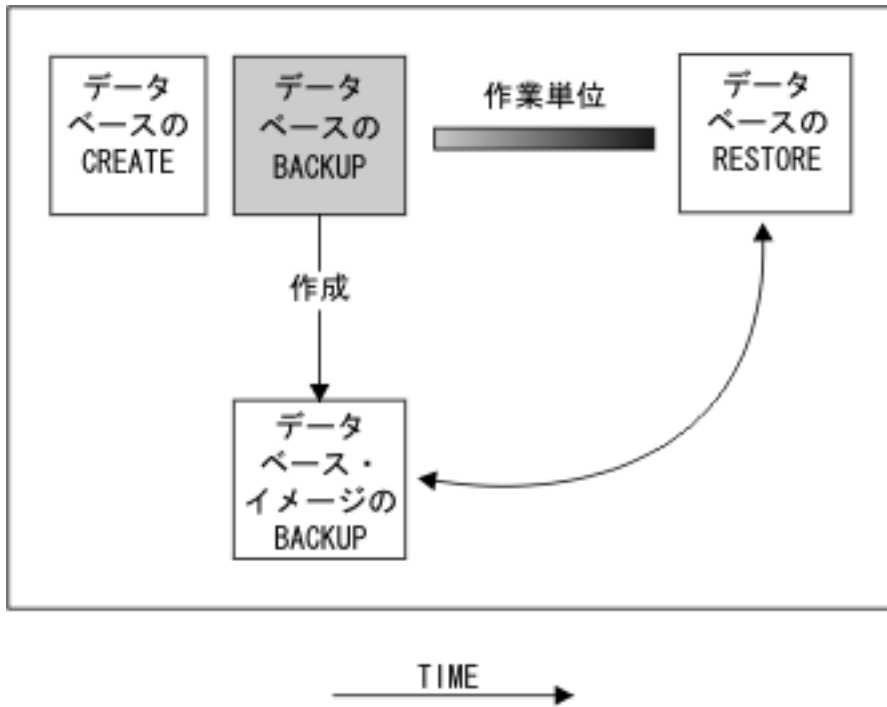 データ
ベースの
CREATE
データ
ベースの
BACKUP
作業単位
データ
ベースの
RESTORE
作成
データ
ベース・
イメージの
BACKUP
TIME